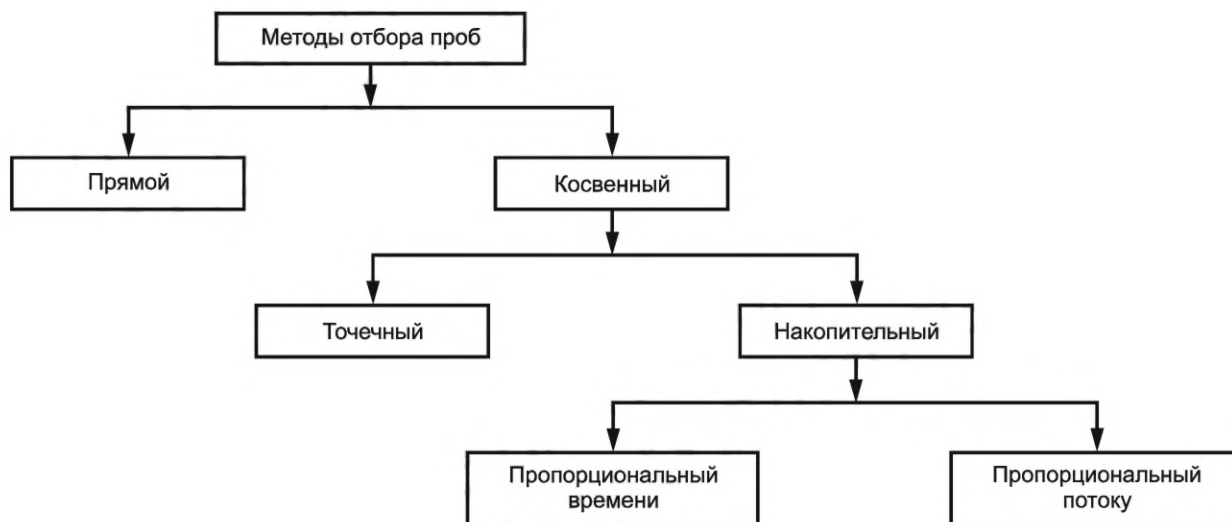 Методы отбора проб
Прямой
Косвенный
Точечный
Накопительный
Пропорциональный
времени
Пропорциональный
потоку